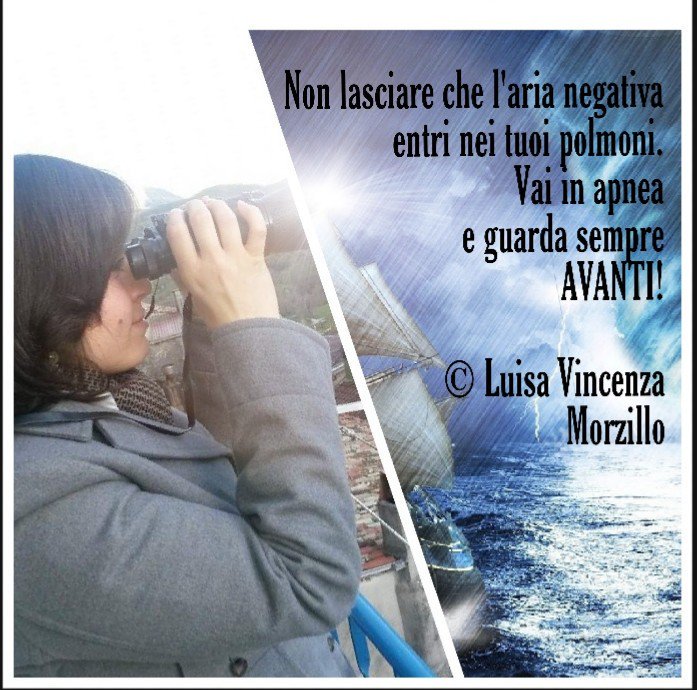 Non lasciare che l'aria negativa
entri nei tuoi polmoni.
Vai in apnea
e guarda sempre
AVANTI!
© Luisa Vincenza
Morzillo